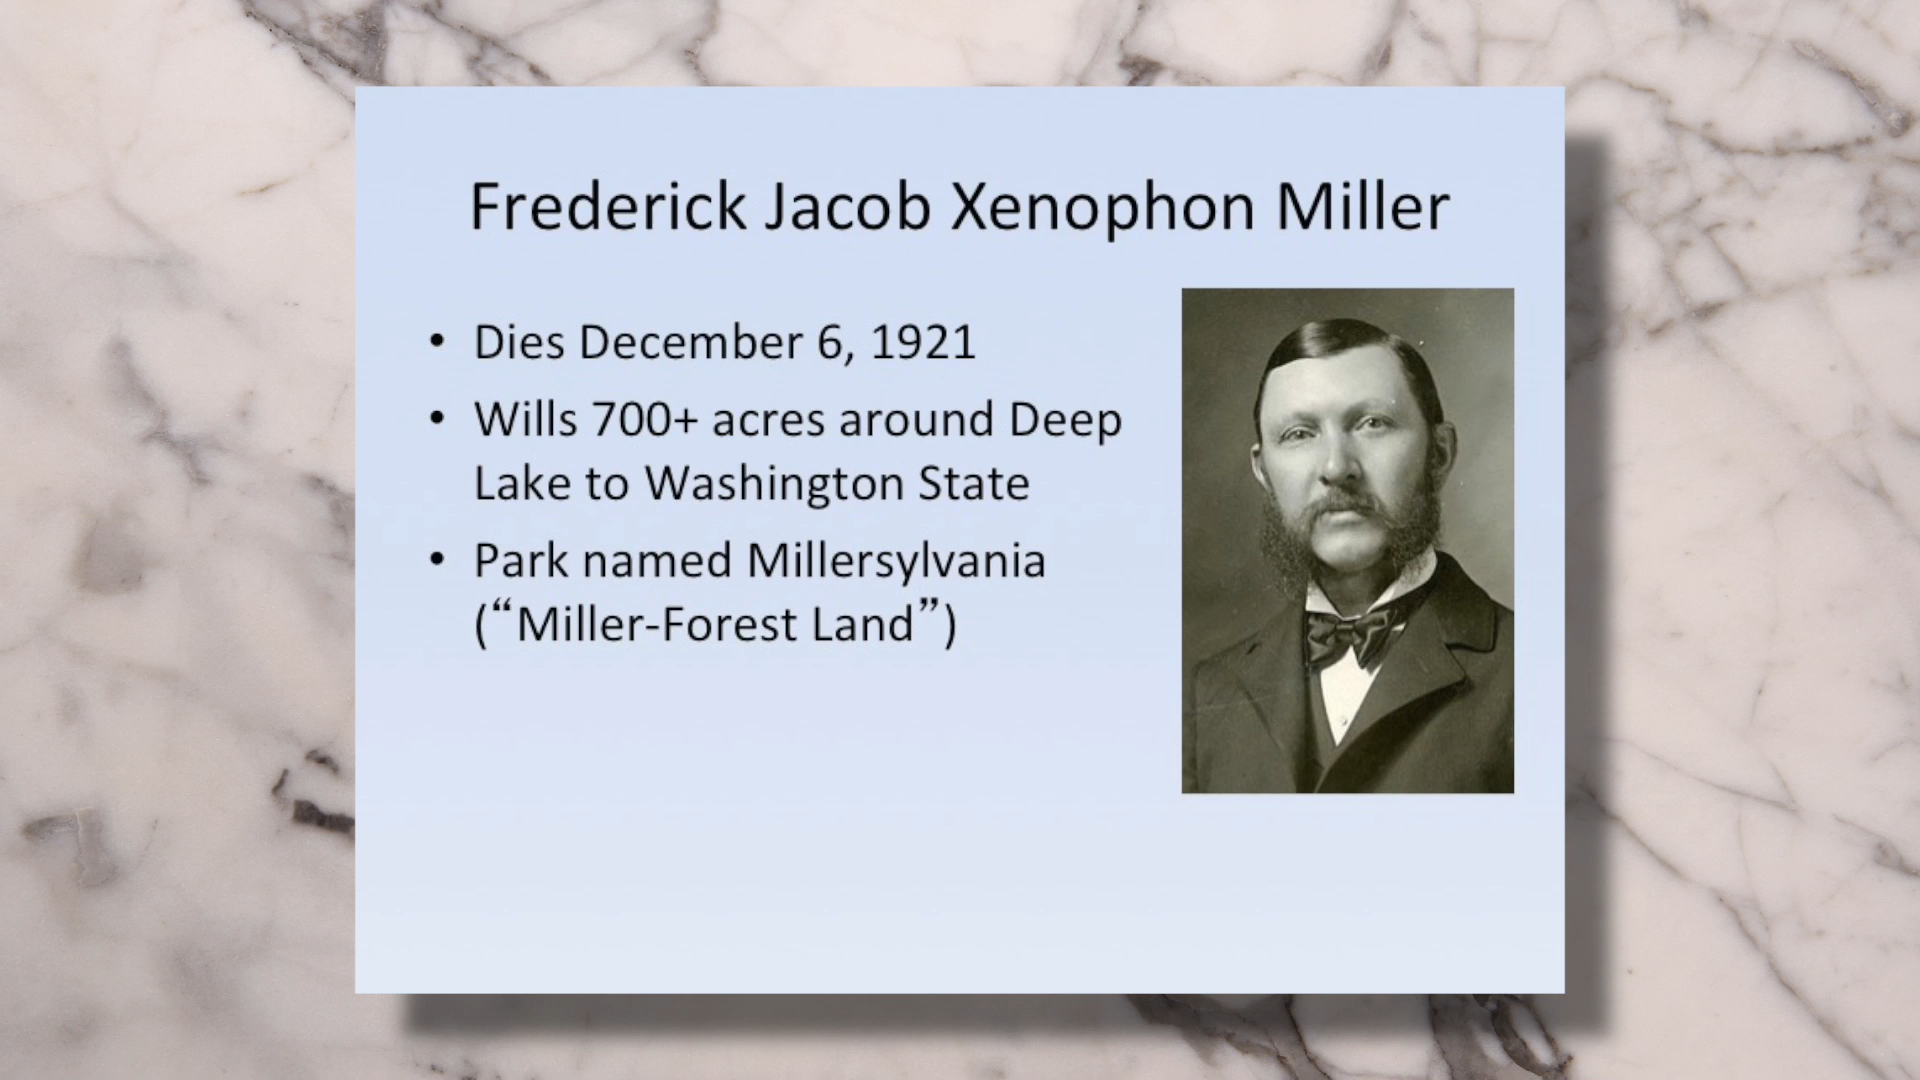 Frederick Jacob Xenophon Miller
• Dies December 6, 1921
• Wills 700+ acres around Deep
Lake to Washington State
• Park named Millersylvania
(“Miller-Forest Land”)